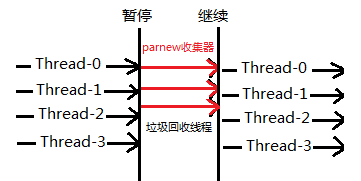 暂停 继续
parnew收集器
Thread-0 Thread-0
Thread-1 Thread-1
Thread-2 Thread-2
垃圾回收线程
Thread-3 Thread-3